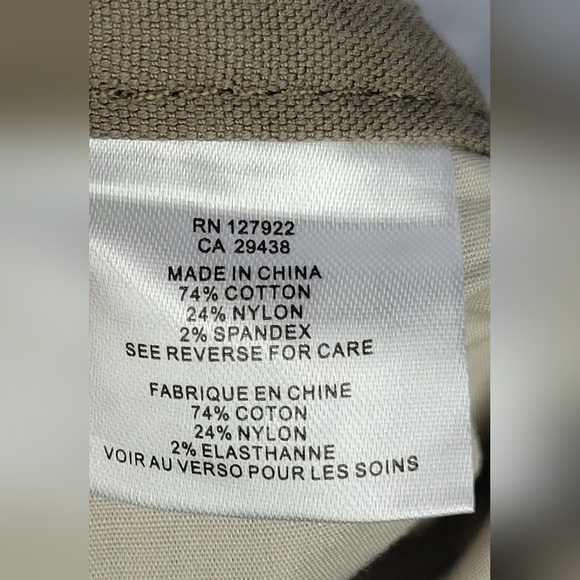 RN 127922
CA 29438
MADE IN CHINA
74% COTTON
24% NYLON
2% SPANDEX
SEE REVERSE FOR CARE
FABRIQUE EN CHINE
74% COTON
24% NYLON
2% ELASTHANNE
VOIR AU VERSO POUR LES SOINS